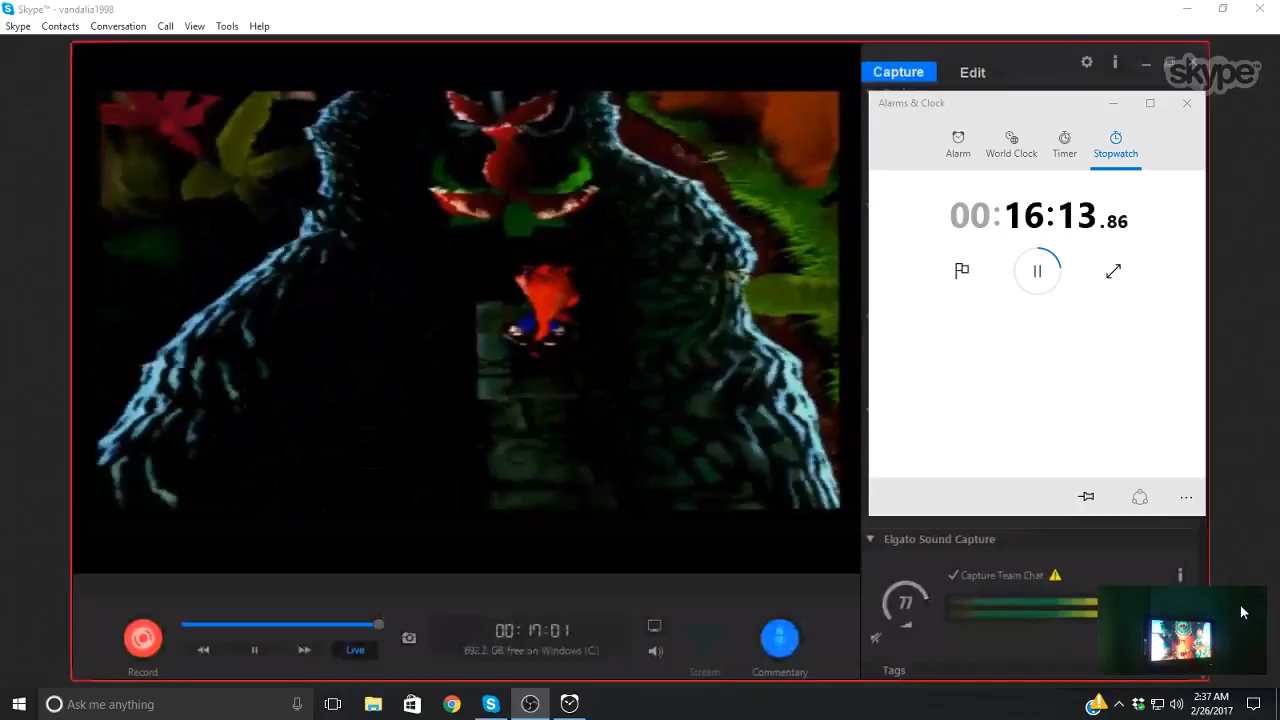 Skype™ - vandalia1998
Skype Contacts Conversation Call View Tools Help
Capture Edit
skype™
Alarms & Clock
Alarm World Clock Timer Stopwatch
00:16:13.86
Elgato Sound Capture
Capture Team Chat
77
00:17:01
692.2 GB free on Windows (C:)
Live
Record Stream Commentary
Tags
Ask me anything
2:37 AM
2/26/2017